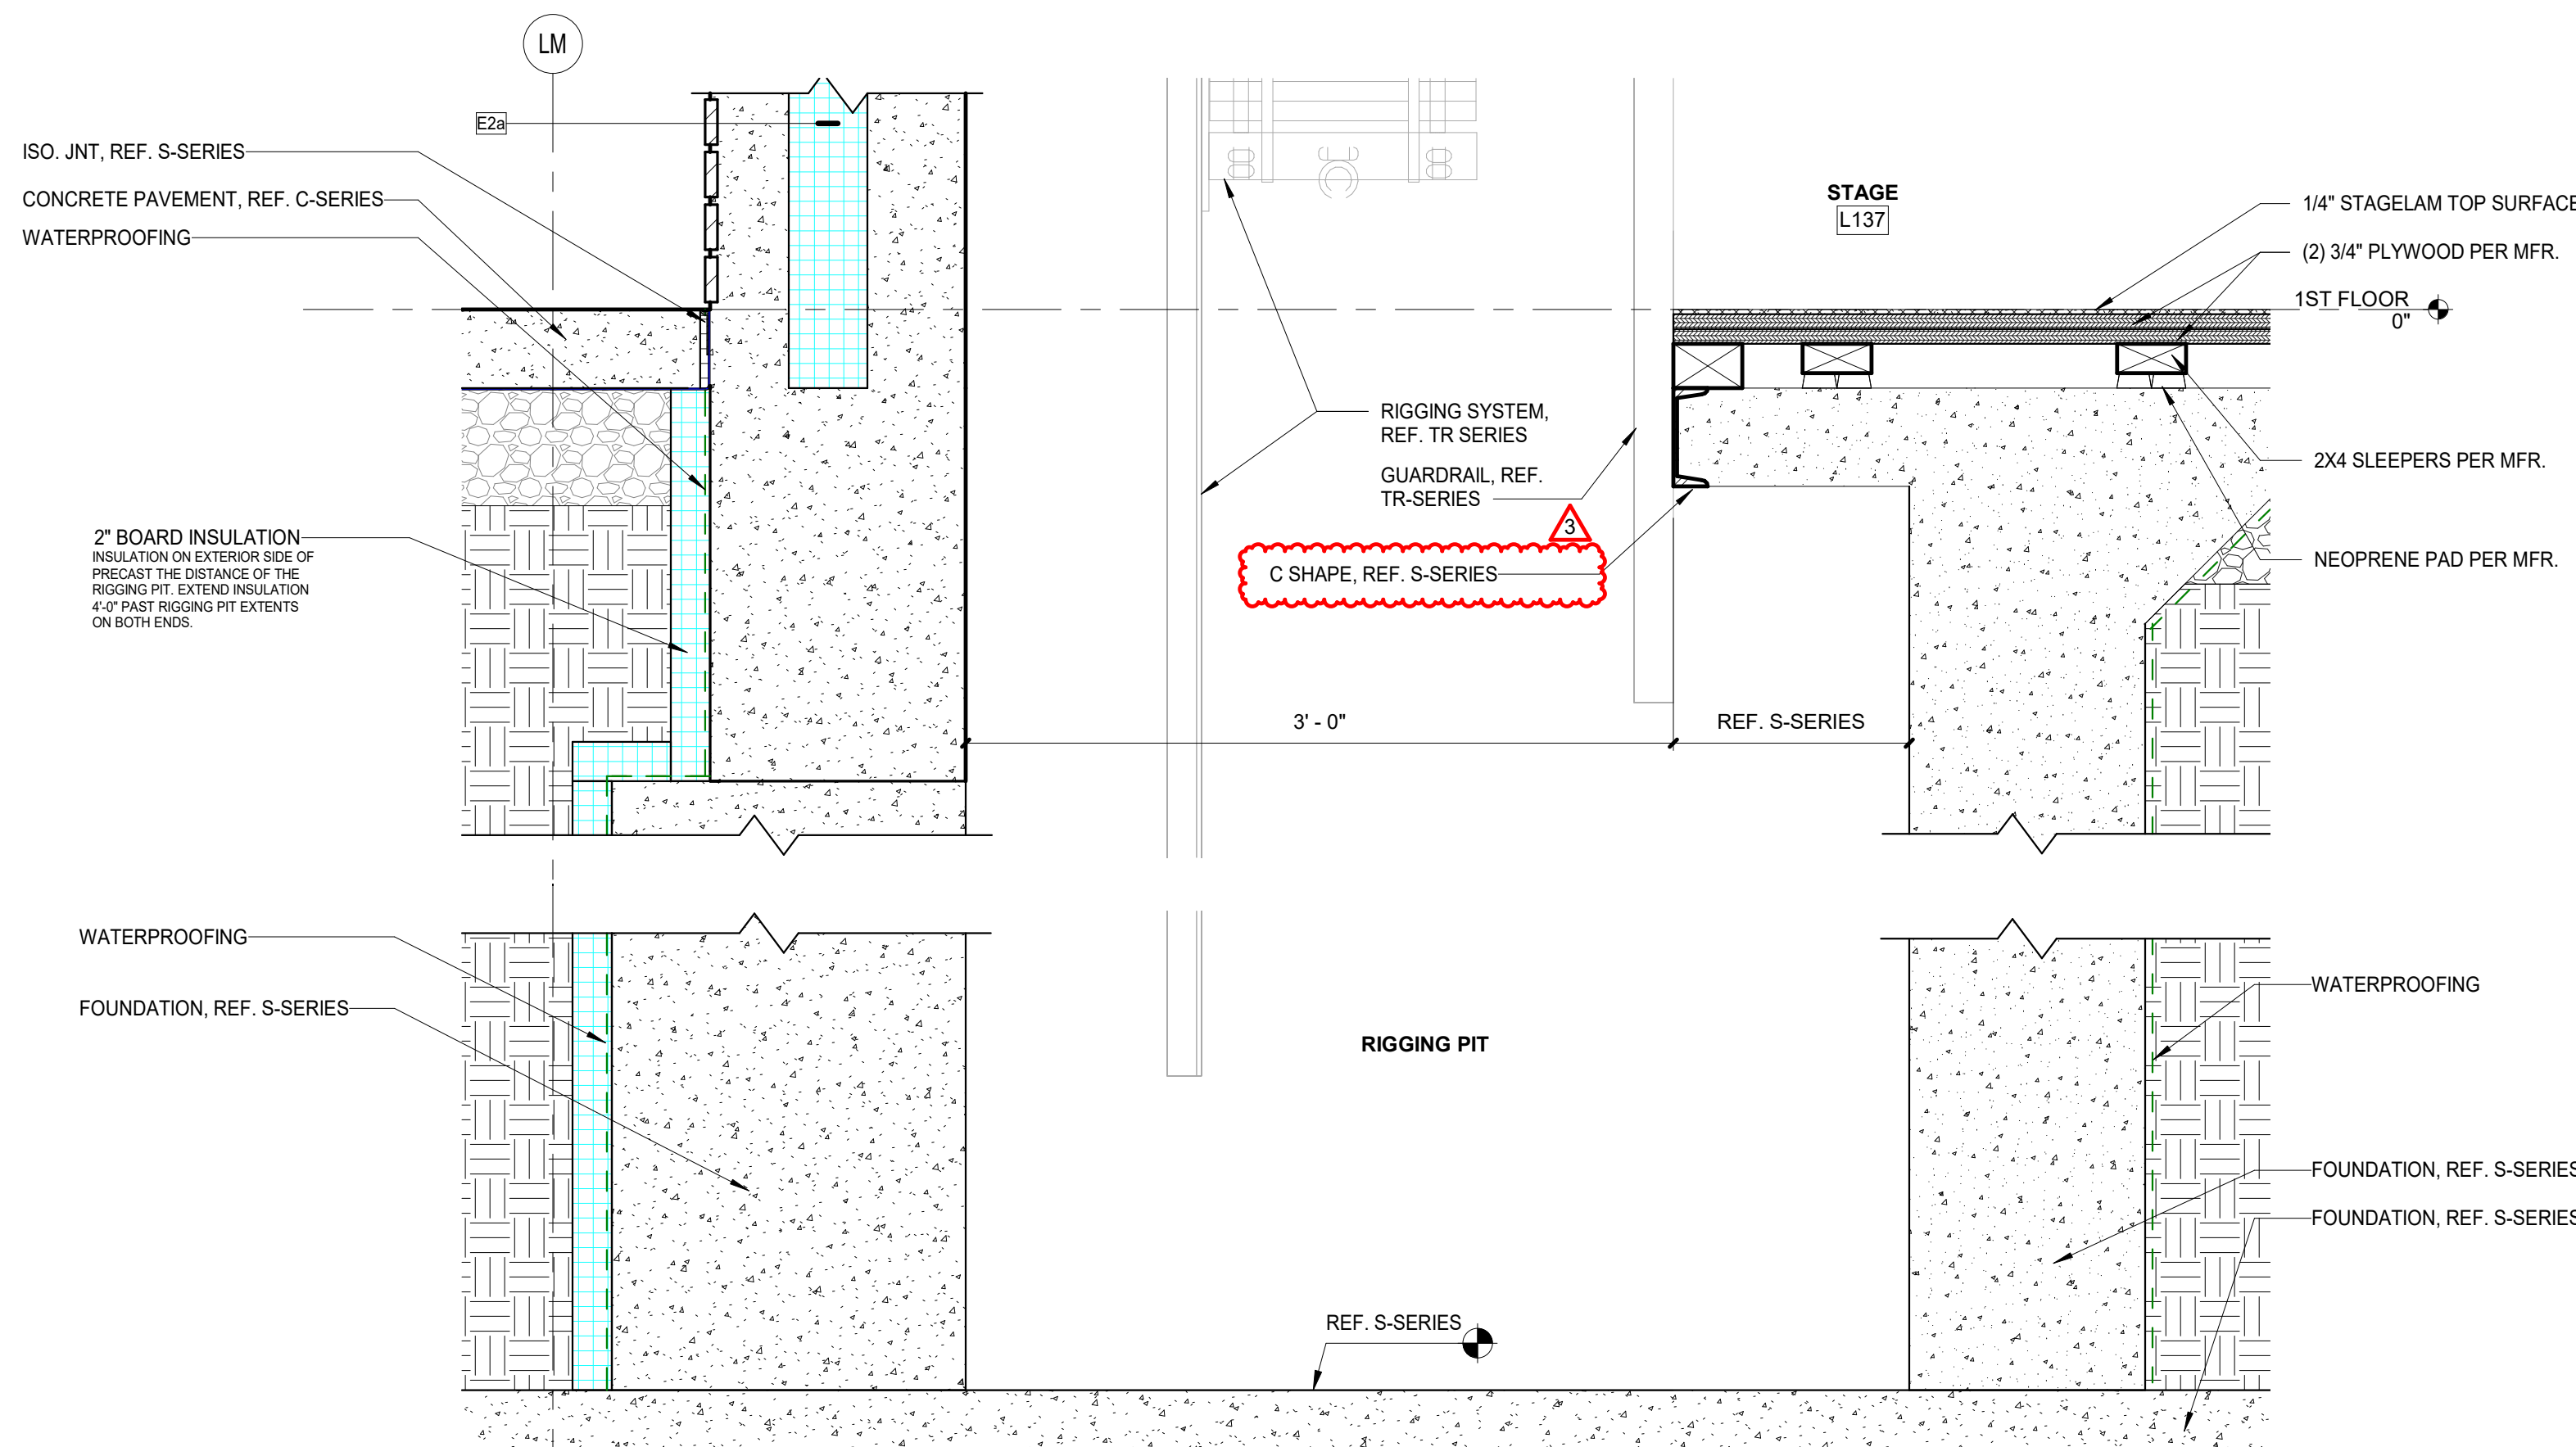 LM
E2a
ISO. JNT, REF. S-SERIES
CONCRETE PAVEMENT, REF. C-SERIES
WATERPROOFING
2" BOARD INSULATION
INSULATION ON EXTERIOR SIDE OF
PRECAST THE DISTANCE OF THE
RIGGING PIT. EXTEND INSULATION
4'-0" PAST RIGGING PIT EXTENTS
ON BOTH ENDS.
WATERPROOFING
FOUNDATION, REF. S-SERIES
RIGGING SYSTEM,
REF. TR SERIES
GUARDRAIL, REF.
TR-SERIES
3
C SHAPE, REF. S-SERIES
3' - 0"
REF. S-SERIES
RIGGING PIT
REF. S-SERIES
STAGE
L137
1/4" STAGELAM TOP SURFACE
(2) 3/4" PLYWOOD PER MFR.
1ST FLOOR
0"
2X4 SLEEPERS PER MFR.
NEOPRENE PAD PER MFR.
WATERPROOFING
FOUNDATION, REF. S-SERIES
FOUNDATION, REF. S-SERIES